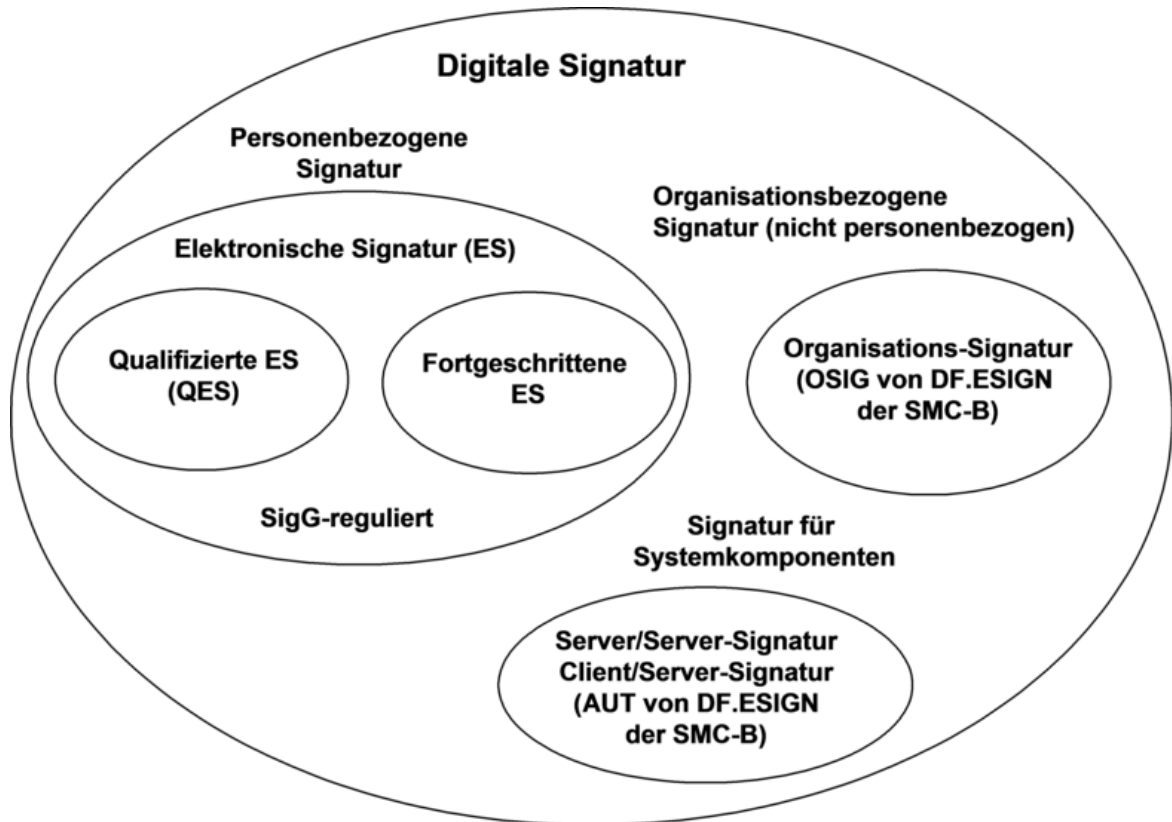 Digitale Signatur
Personenbezogene
Signatur
Elektronische Signatur (ES)
Qualifizierte ES
(QES)
Fortgeschrittene
ES
SigG-reguliert
Organisationsbezogene
Signatur (nicht personenbezogen)
Organisations-Signatur
(OSIG von DF.ESIGN
der SMC-B)
Signatur für
Systemkomponenten
Server/Server-Signatur
Client/Server-Signatur
(AUT von DF.ESIGN
der SMC-B)